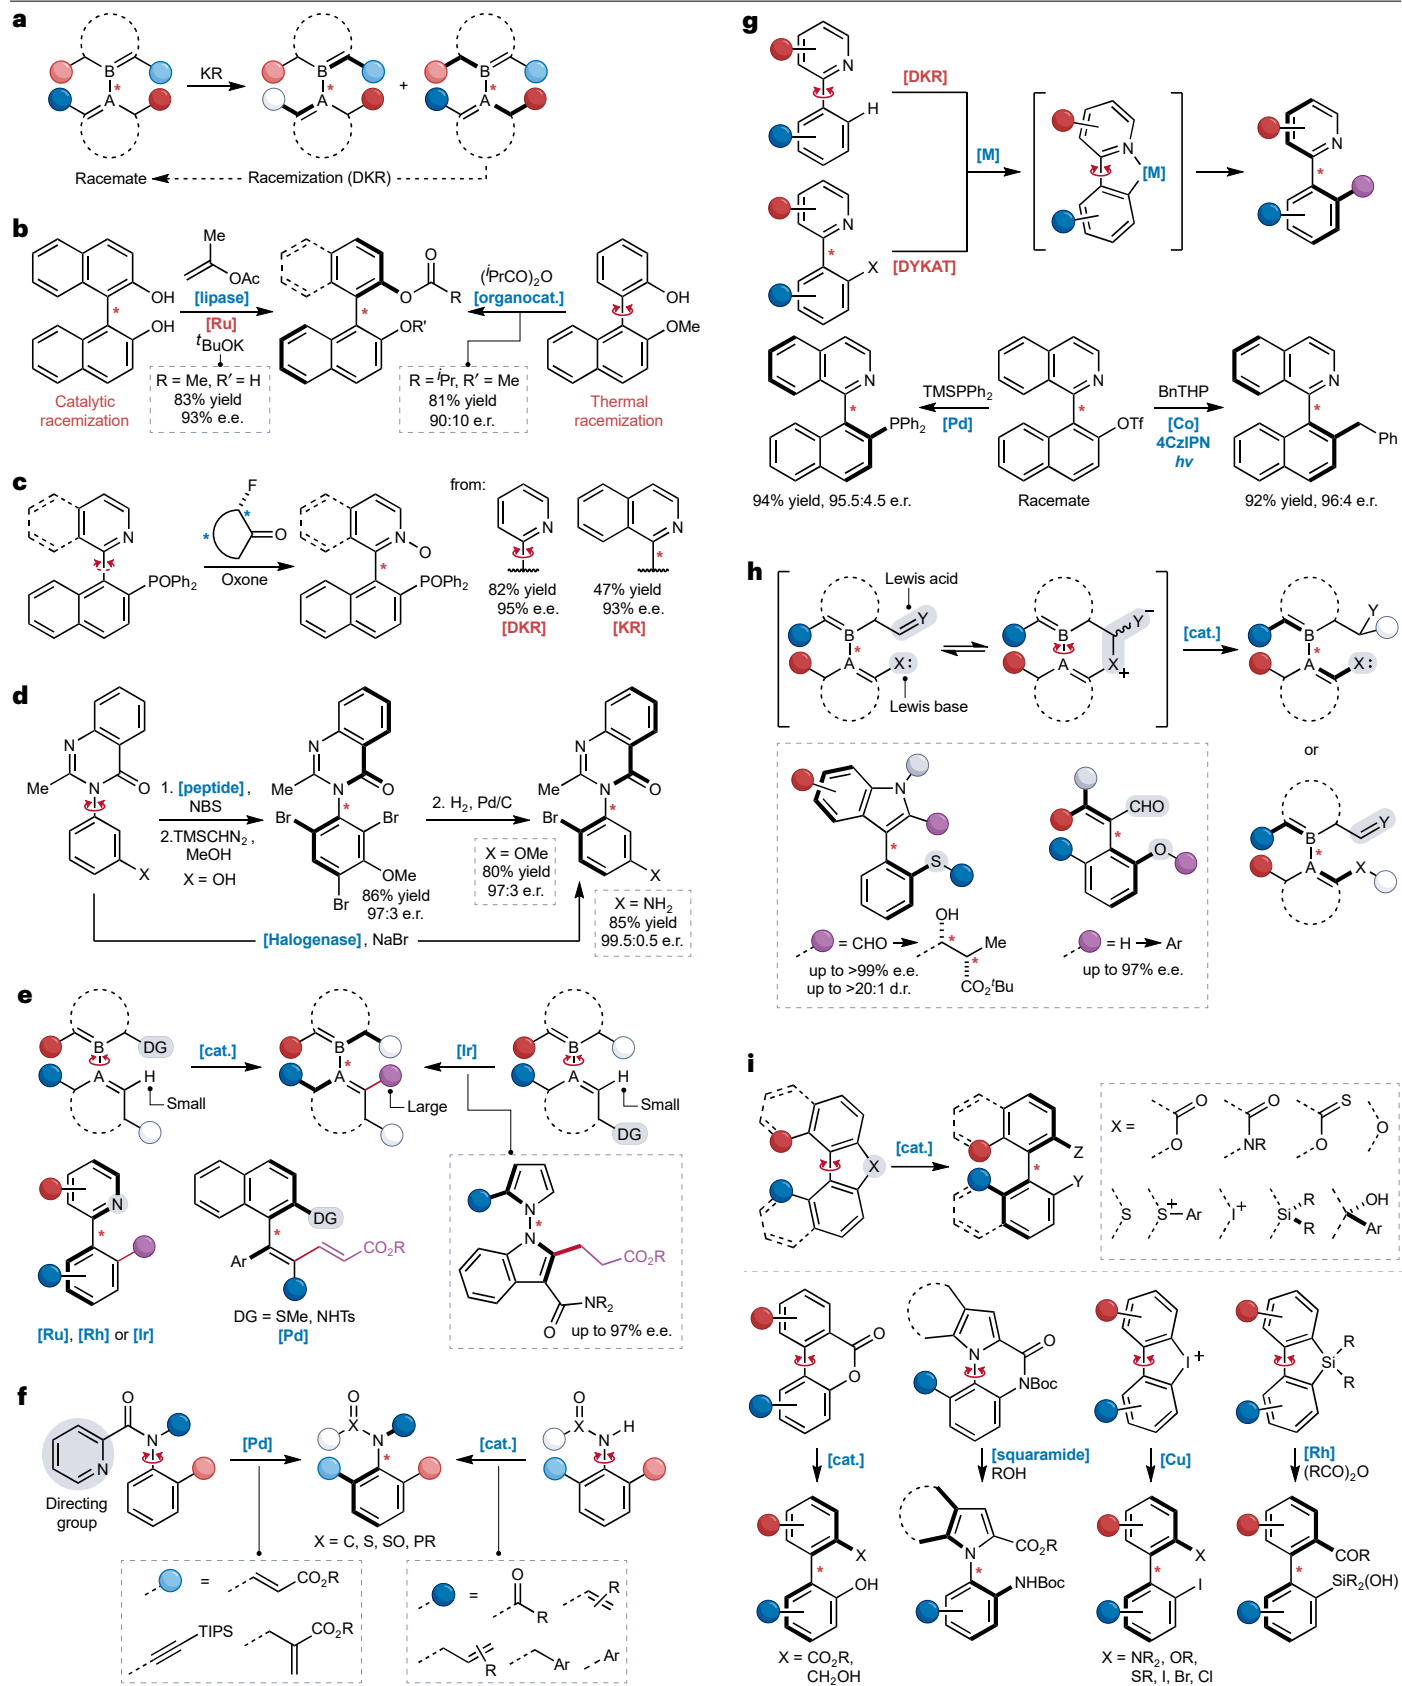 a
B
A
*
KR
B
A
*
+
B
A
*
Racemate
Racemization (DKR)
b
OH
OH
*
Me
OAc
[lipase]
[Ru]
tBuOK
R = Me, R′ = H
83% yield
93% e.e.
Catalytic
racemization
O
O
R
OR′
*
(iPrCO)2O
[organocat.]
R = iPr, R′ = Me
81% yield
90:10 e.r.
OH
OMe
Thermal
racemization
c
N
POPh2
F
*
*
O
Oxone
N
O
*
POPh2
from:
N
82% yield
95% e.e.
[DKR]
N
*
47% yield
93% e.e.
[KR]
d
N
Me
N
O
X
1. [peptide],
NBS
2.TMSCHN2,
MeOH
X = OH
N
Me
N
O
*
Br
Br
OMe
Br
86% yield
97:3 e.r.
2. H2, Pd/C
X = OMe
80% yield
97:3 e.r.
N
Me
N
O
*
Br
X
X = NH2
85% yield
99.5:0.5 e.r.
[Halogenase], NaBr
e
B
DG
A
H
Small
[cat.]
B
*
A
Large
[Ir]
B
A
H
Small
DG
N
*
[Ru], [Rh] or [Ir]
DG
*
Ar
CO2R
DG = SMe, NHTs
[Pd]
N
*
N
CO2R
NR2
O
up to 97% e.e.
f
O
N
N
Directing
group
[Pd]
O
X
N
*
X = C, S, SO, PR
[cat.]
O
X
N
H
=
CO2R
TIPS
CO2R
=
O
R
R
R
Ar
Ar
g
N
H
[DKR]
N
*
X
[DYKAT]
[M]
N
[M]
N
*
N
*
PPh2
94% yield, 95.5:4.5 e.r.
TMSPPh2
[Pd]
N
*
OTf
Racemate
BnTHP
[Co]
4CzIPN
hv
N
*
Ph
92% yield, 96:4 e.r.
h
Lewis acid
Y
B
*
A
X:
Lewis base
Y−
B
A
X
+
[cat.]
Y
B
*
A
X:
or
Y
B
*
A
X
N
*
S
= CHO
OH
*
Me
*
CO2tBu
up to >99% e.e.
up to >20:1 d.r.
CHO
*
O
= H
Ar
up to 97% e.e.
i
X
[cat.]
Z
*
Y
X =
O
O
O
NR
S
O
O
S
S+
Ar
I+
Si
R
R
OH
Ar
O
O
[cat.]
X
*
OH
X = CO2R,
CH2OH
N
O
NBoc
[squaramide]
ROH
N
CO2R
*
NHBoc
I+
[Cu]
X
*
I
X = NR2, OR,
SR, I, Br, Cl
R
Si
R
[Rh]
(RCO)2O
COR
*
SiR2(OH)